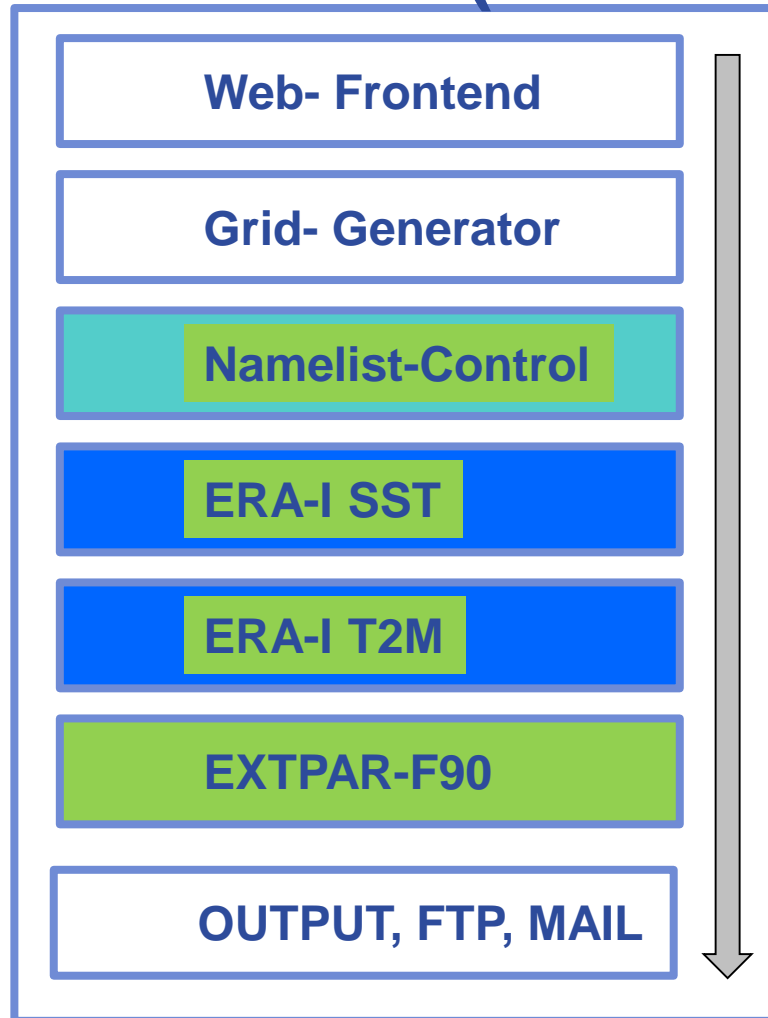 Web- Frontend
Grid- Generator
Namelist-Control
ERA-I SST
ERA-I T2M
EXTPAR-F90
OUTPUT, FTP, MAIL